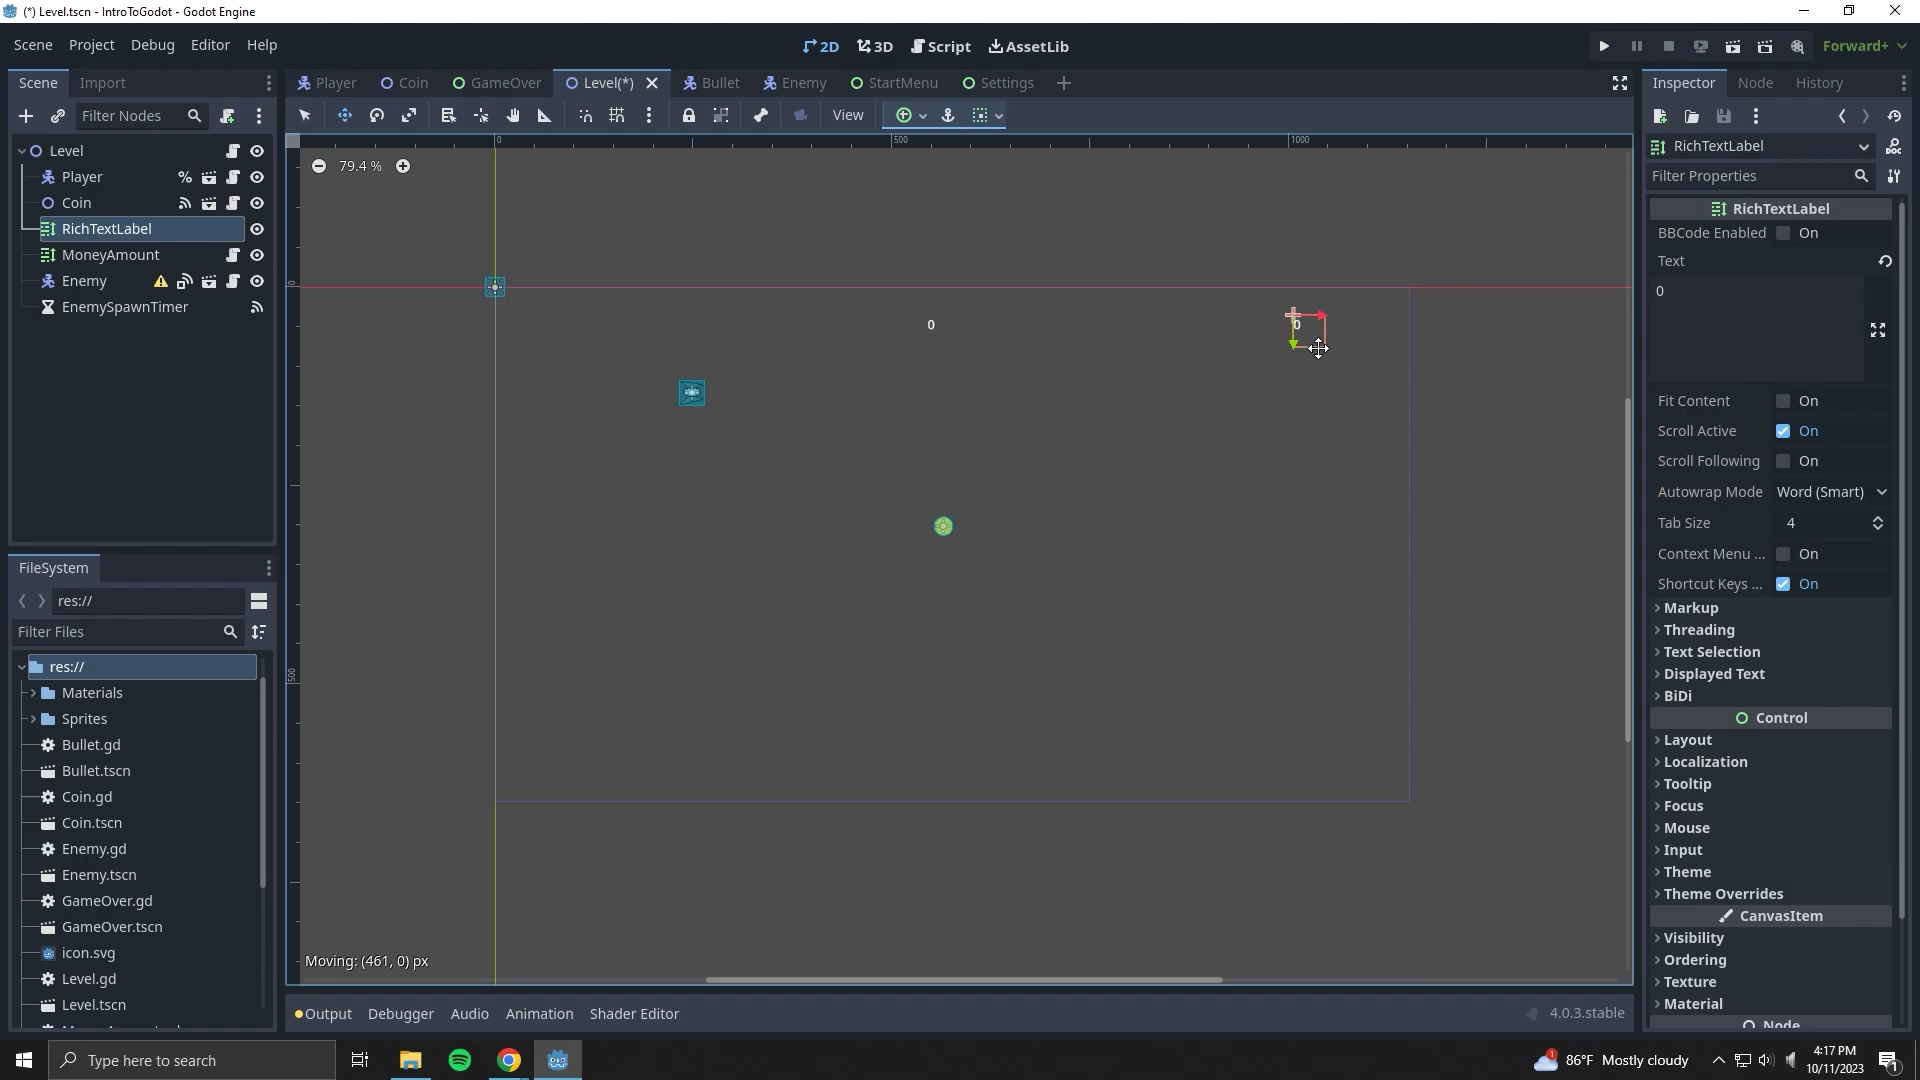 (*) Level.tscn - IntroToGodot - Godot Engine
Scene Project Debug Editor Help
2D 3D Script AssetLib
Forward+
Scene Import
Player Coin GameOver Level(*) Bullet Enemy StartMenu Settings
Inspector Node History
Filter Nodes
View
Level
Player %
Coin
RichTextLabel
MoneyAmount
Enemy
EnemySpawnTimer
0 500 1000
79.4 %
0
500
0
0
Moving: (461, 0) px
RichTextLabel
Filter Properties
RichTextLabel
BBCode Enabled On
Text
0
Fit Content On
Scroll Active On
Scroll Following On
Autowrap Mode Word (Smart)
Tab Size 4
Context Menu ... On
Shortcut Keys ... On
Markup
Threading
Text Selection
Displayed Text
BiDi
Control
Layout
Localization
Tooltip
Focus
Mouse
Input
Theme
Theme Overrides
CanvasItem
Visibility
Ordering
Texture
Material
Node
FileSystem
res://
Filter Files
res://
Materials
Sprites
Bullet.gd
Bullet.tscn
Coin.gd
Coin.tscn
Enemy.gd
Enemy.tscn
GameOver.gd
GameOver.tscn
icon.svg
Level.gd
Level.tscn
Output Debugger Audio Animation Shader Editor
4.0.3.stable
Type here to search
1
86°F Mostly cloudy
4:17 PM
10/11/2023
1